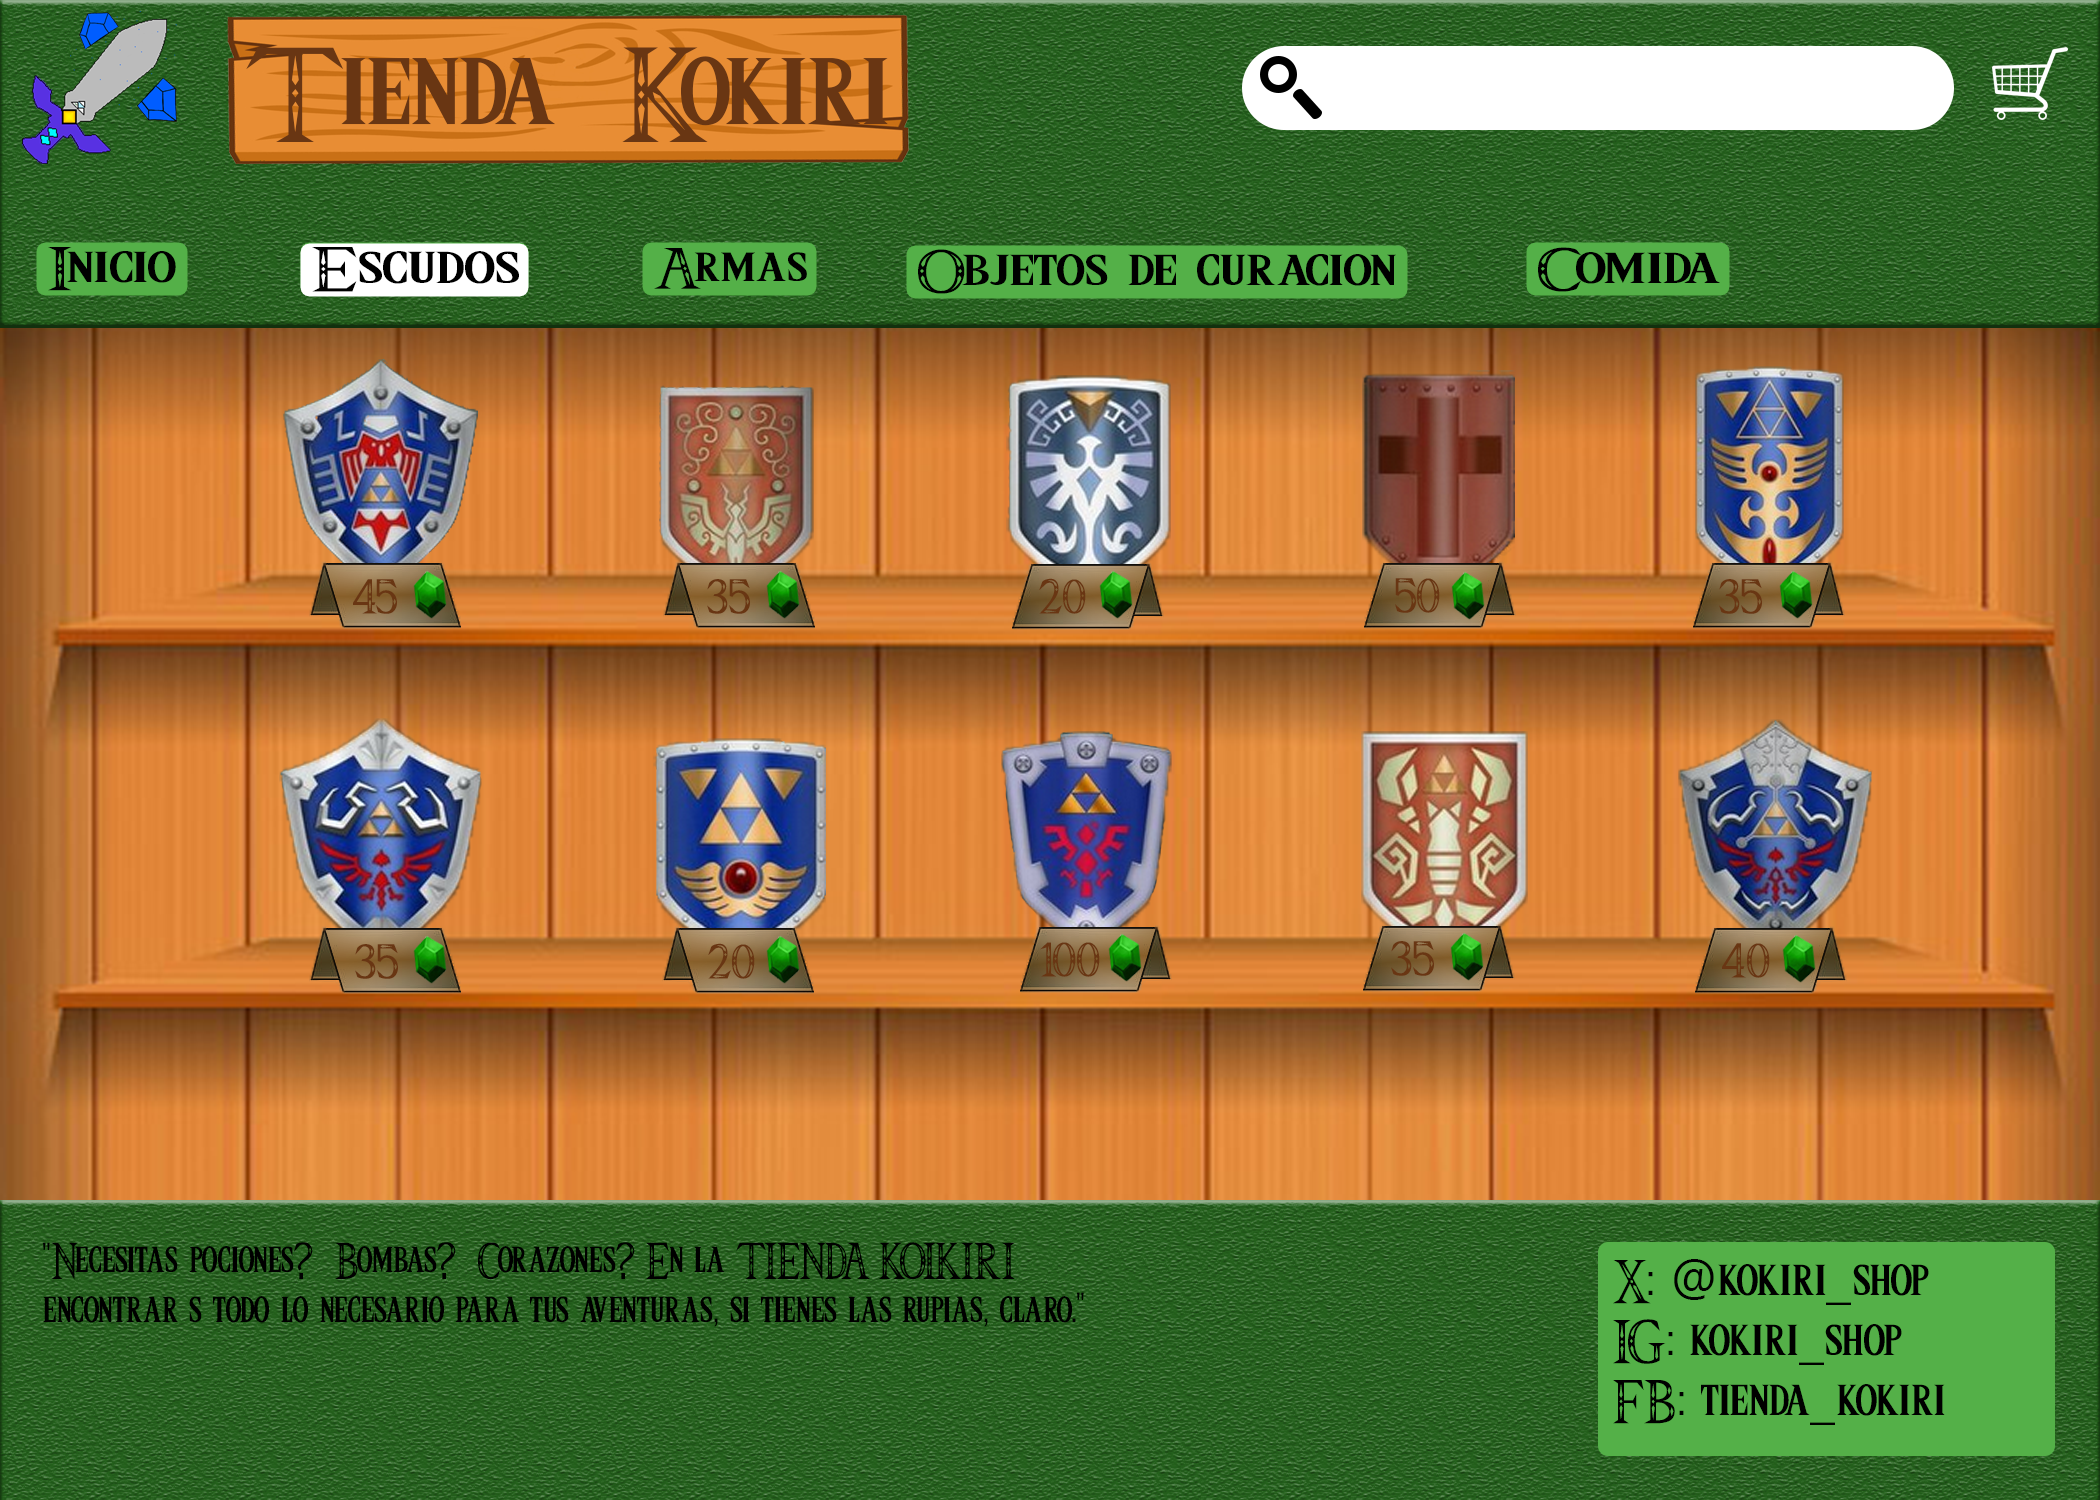 Tienda Kokiri
Inicio Escudos Armas Objetos de curacion Comida
45 35 20 50 35
35 20 100 35 40
"Necesitas pociones? Bombas? Corazones? En la TIENDA KOIKIRI
encontrar s todo lo necesario para tus aventuras, si tienes las rupias, claro."
X: @kokiri_shop
IG: kokiri_shop
FB: tienda_kokiri